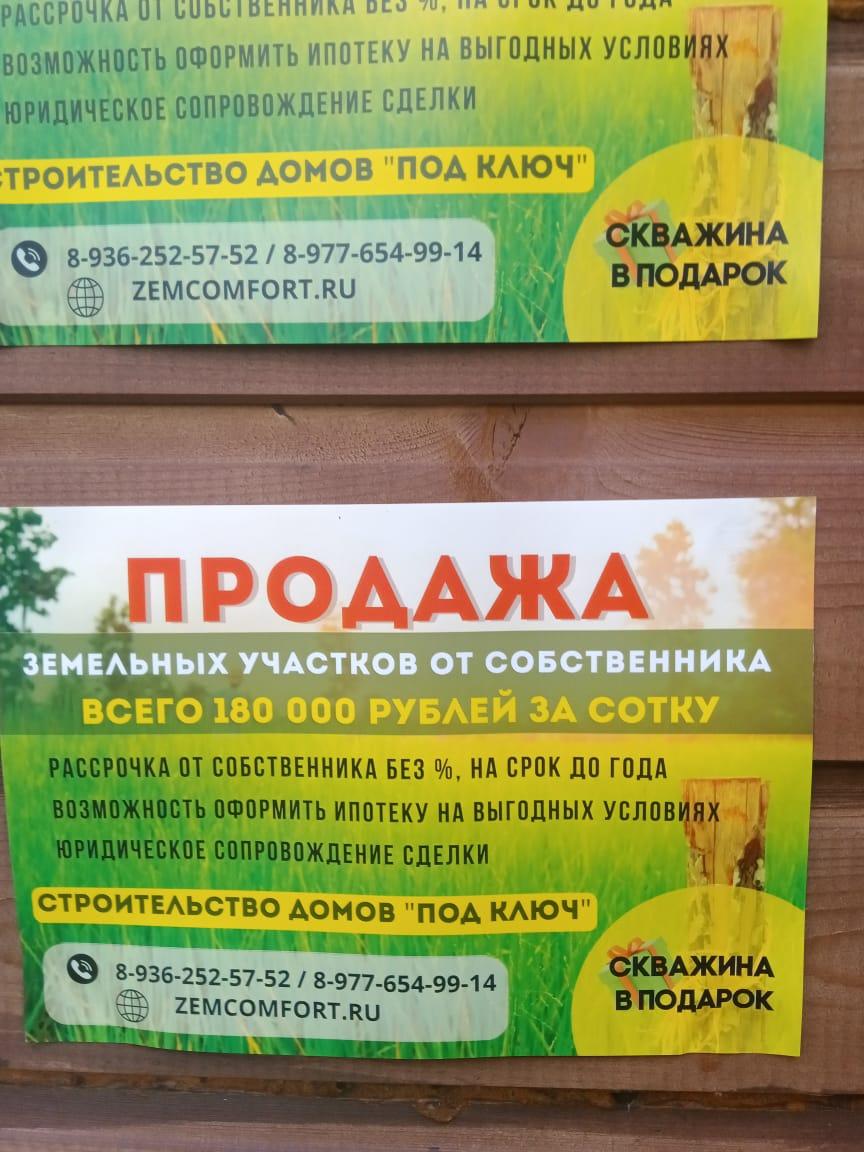 РАССРОЧКА ОТ СОБСТВЕННИКА БЕЗ %, НА СРОК ДО ГОДА
ВОЗМОЖНОСТЬ ОФОРМИТЬ ИПОТЕКУ НА ВЫГОДНЫХ УСЛОВИЯХ
ЮРИДИЧЕСКОЕ СОПРОВОЖДЕНИЕ СДЕЛКИ
СТРОИТЕЛЬСТВО ДОМОВ "ПОД КЛЮЧ"
8-936-252-57-52 / 8-977-654-99-14
ZEMCOMFORT.RU
СКВАЖИНА
В ПОДАРОК
ПРОДАЖА
ЗЕМЕЛЬНЫХ УЧАСТКОВ ОТ СОБСТВЕННИКА
ВСЕГО 180 000 РУБЛЕЙ ЗА СОТКУ
РАССРОЧКА ОТ СОБСТВЕННИКА БЕЗ %, НА СРОК ДО ГОДА
ВОЗМОЖНОСТЬ ОФОРМИТЬ ИПОТЕКУ НА ВЫГОДНЫХ УСЛОВИЯХ
ЮРИДИЧЕСКОЕ СОПРОВОЖДЕНИЕ СДЕЛКИ
СТРОИТЕЛЬСТВО ДОМОВ "ПОД КЛЮЧ"
8-936-252-57-52 / 8-977-654-99-14
ZEMCOMFORT.RU
СКВАЖИНА
В ПОДАРОК